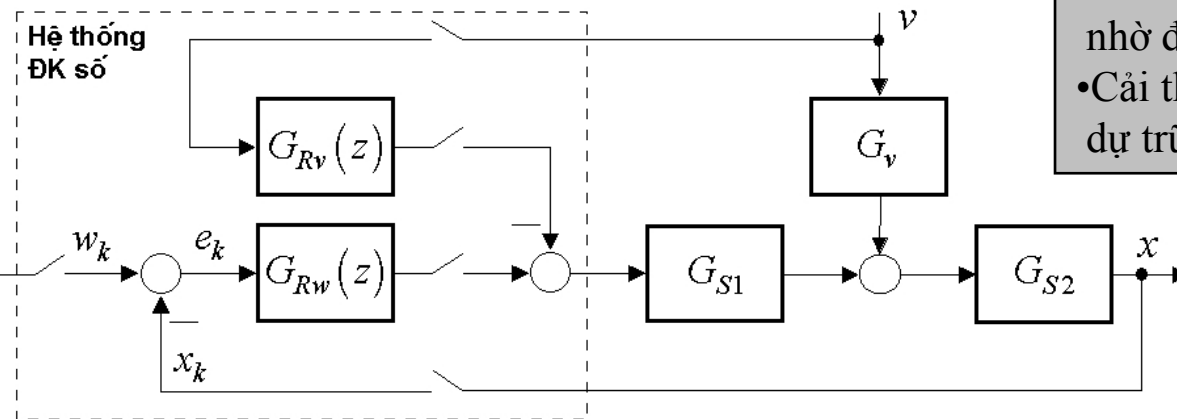 Hệ thống
ĐK số
v
nhờ đ
•Cải th
dự trữ
G_{Rv}(z)
G_v
w_k
e_k
G_{Rw}(z)
G_{S1}
G_{S2}
x
x_k